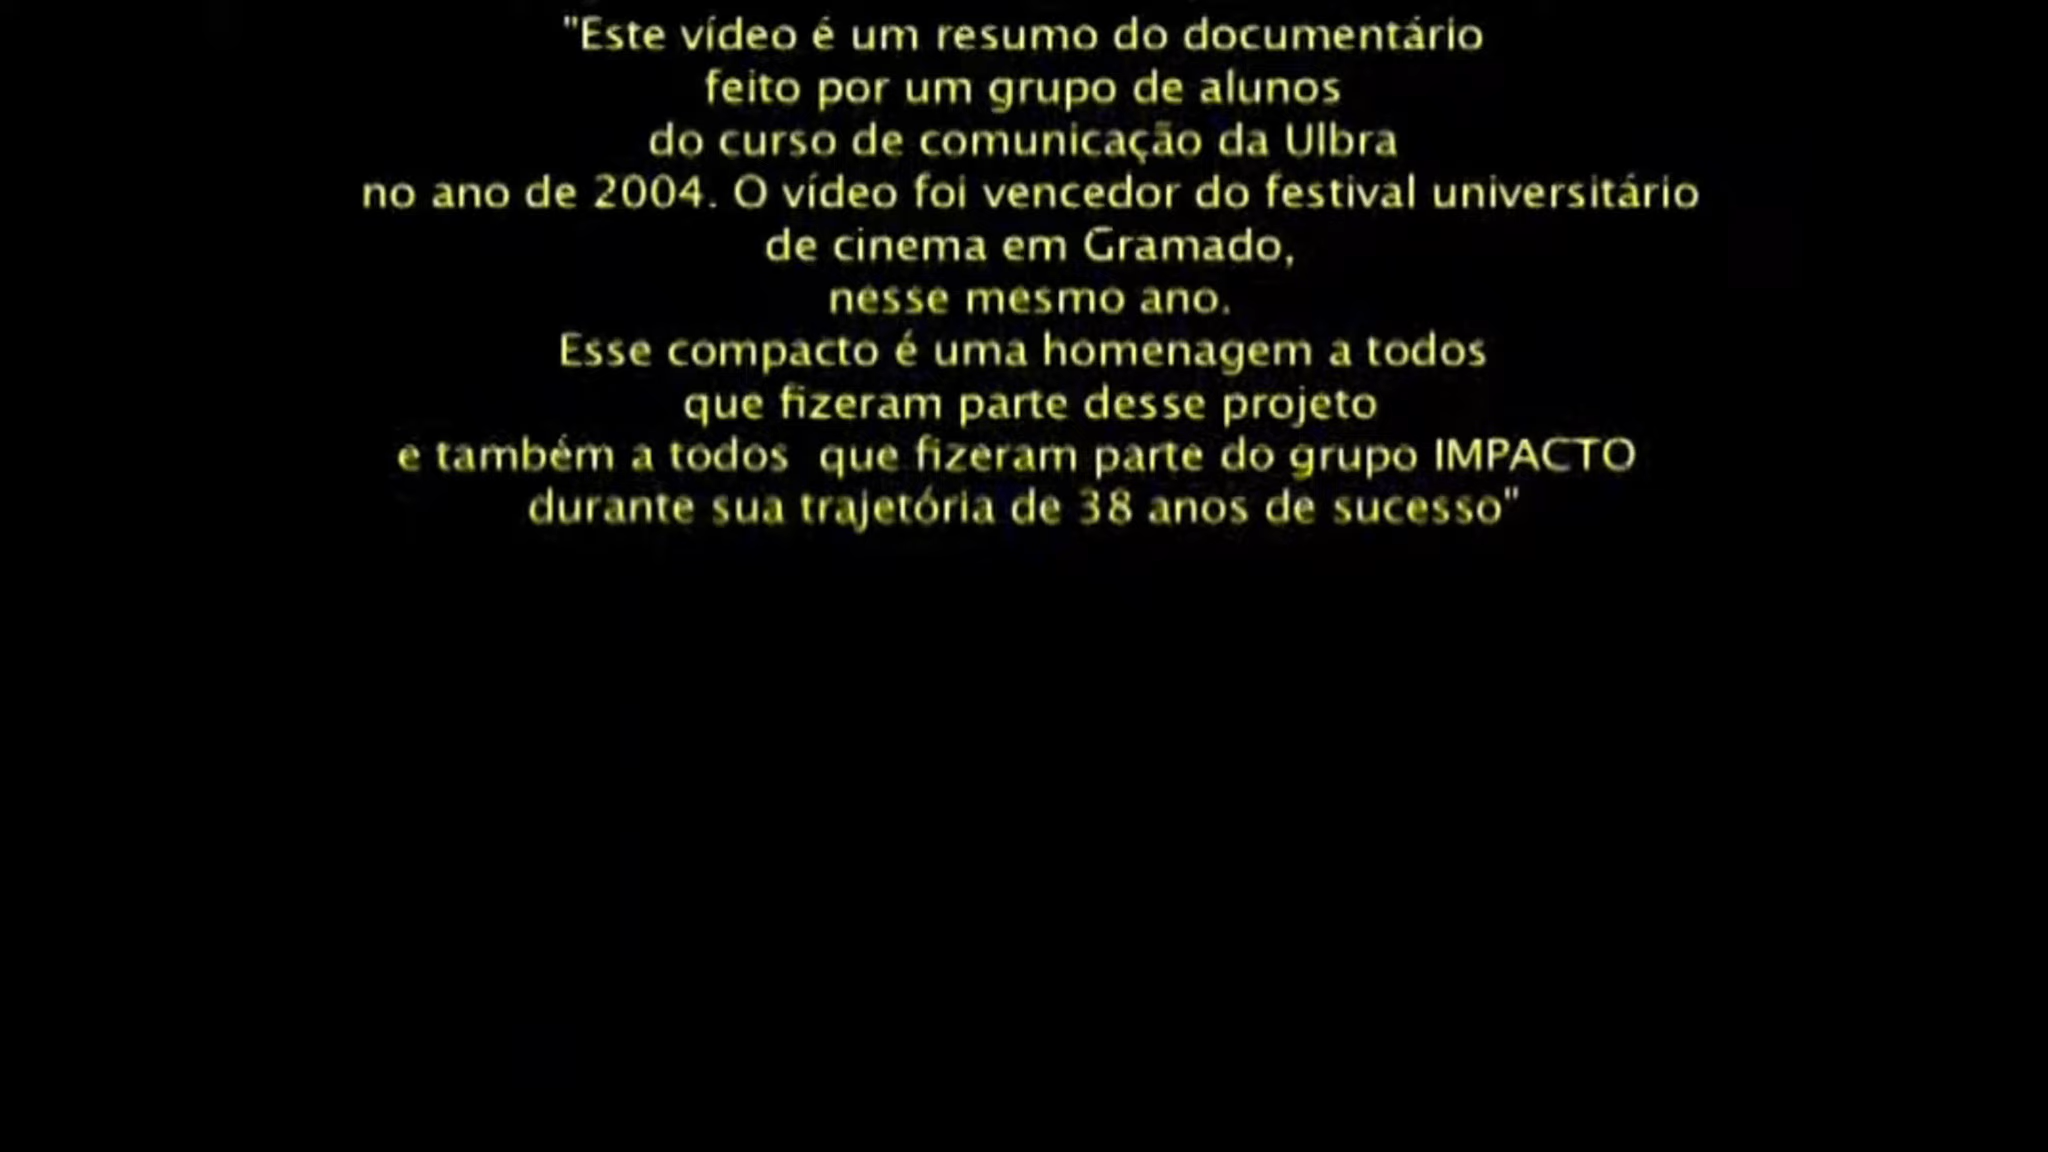 "Este vídeo é um resumo do documentário
feito por um grupo de alunos
do curso de comunicação da Ulbra
no ano de 2004. O vídeo foi vencedor do festival universitário
de cinema em Gramado,
nesse mesmo ano.
Esse compacto é uma homenagem a todos
que fizeram parte desse projeto
e também a todos  que fizeram parte do grupo IMPACTO
durante sua trajetória de 38 anos de sucesso"